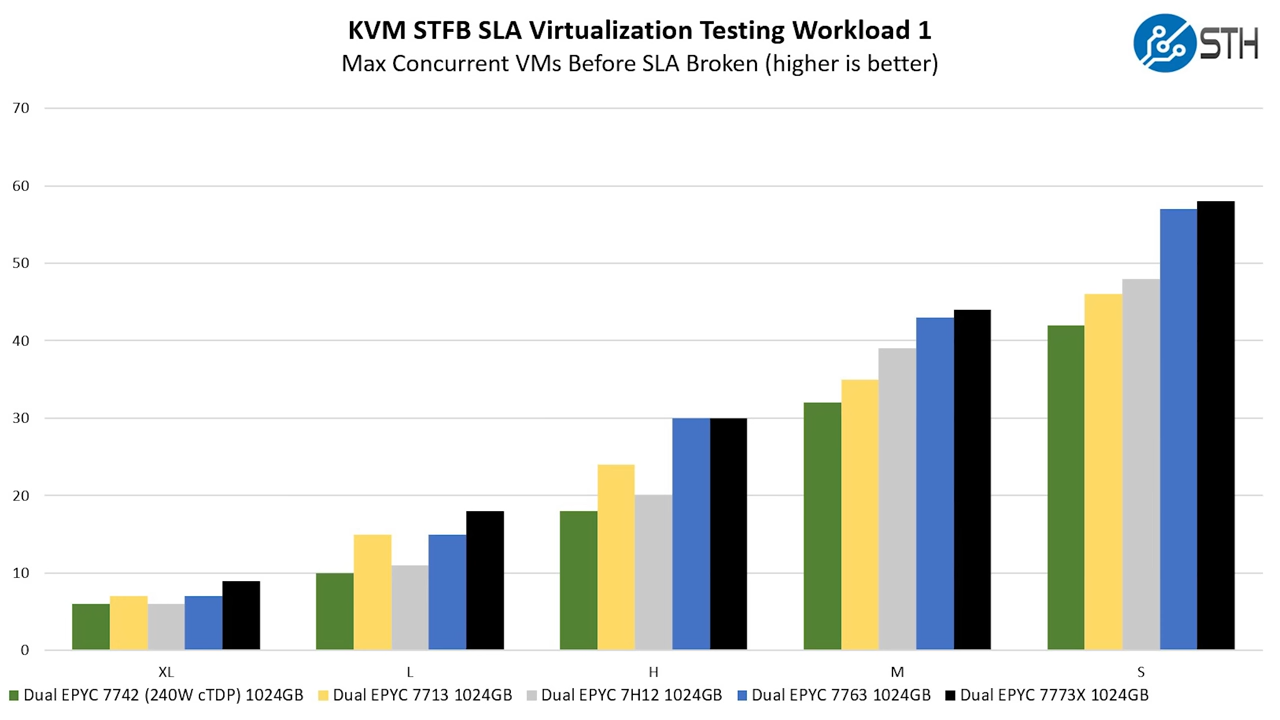 KVM STFB SLA Virtualization Testing Workload 1
Max Concurrent VMs Before SLA Broken (higher is better)
STH
70
60
50
40
30
20
10
0
XL L H M S
Dual EPYC 7742 (240W cTDP) 1024GB Dual EPYC 7713 1024GB Dual EPYC 7H12 1024GB Dual EPYC 7763 1024GB Dual EPYC 7773X 1024GB